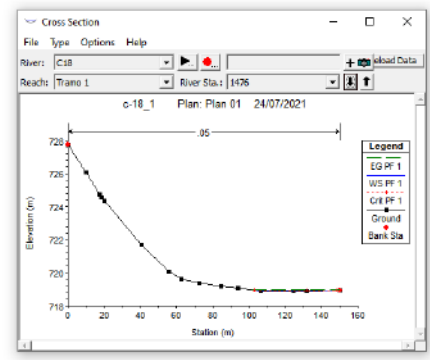 Cross Section
File Type Options Help
River: C18 eload Data
Reach: Tramo 1 River Sta.: 1476
c-18_1 Plan: Plan 01 24/07/2021
.05
Legend
EG PF 1
WS PF 1
Crit PF 1
Ground
Bank Sta
728
726
724
722
720
718
Elevation (m)
0 20 40 60 80 100 120 140 160
Station (m)